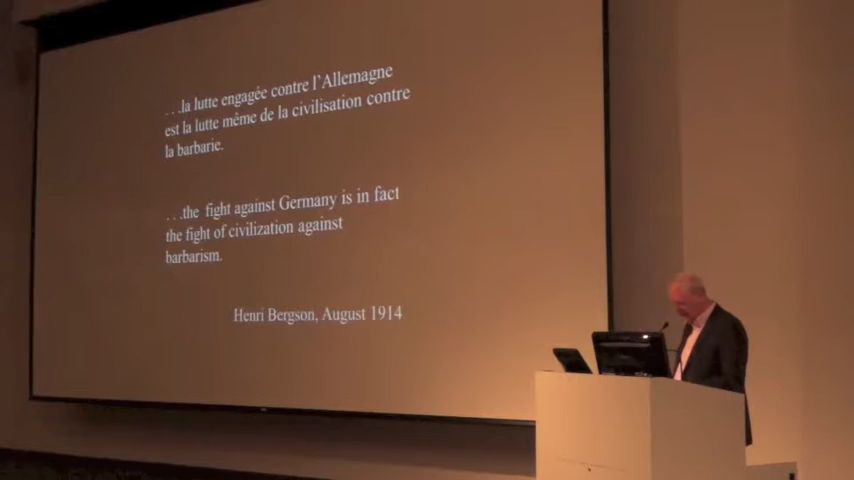 . . .la lutte engagée contre l'Allemagne
est la lutte même de la civilisation contre
la barbarie.
. . .the fight against Germany is in fact
the fight of civilization against
barbarism.
Henri Bergson, August 1914